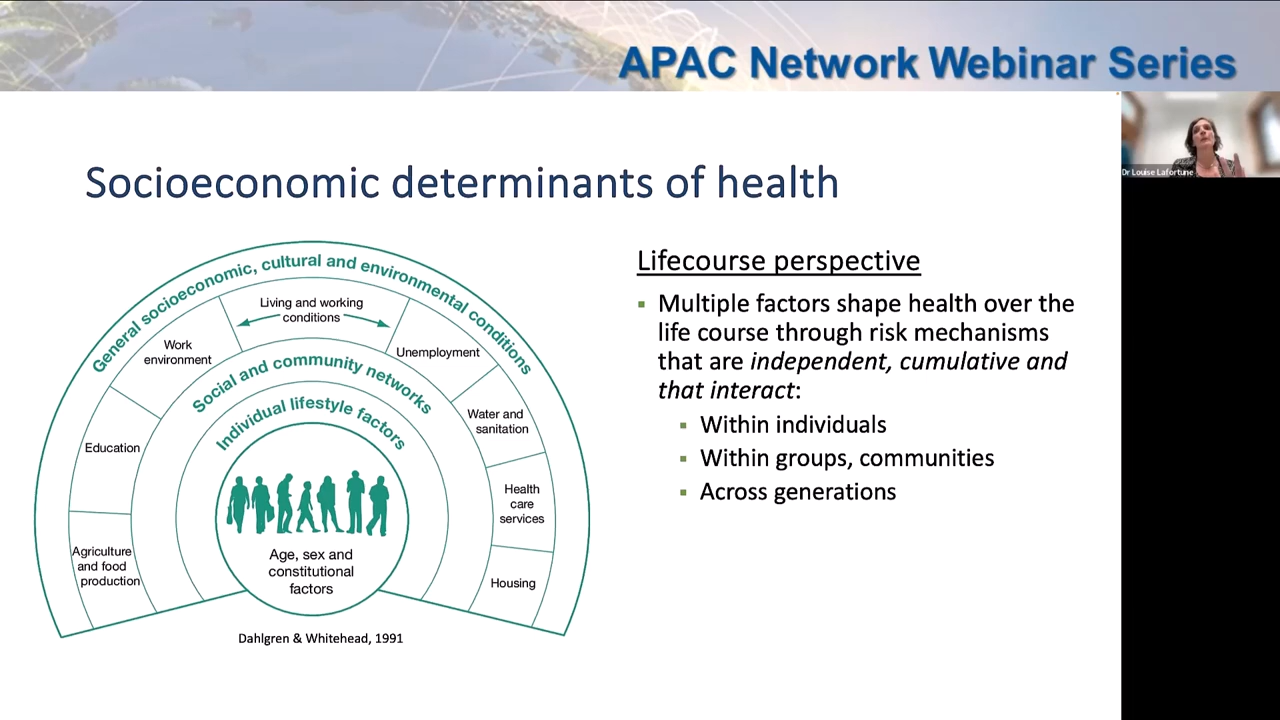 APAC Network Webinar Series
Dr Louise Lafortune
Socioeconomic determinants of health
General socioeconomic, cultural and environmental conditions
Living and working
conditions
Work
environment
Unemployment
Social and community networks
Water and
sanitation
Individual lifestyle factors
Education
Health
care
services
Agriculture
and food
production
Housing
Age, sex and
constitutional
factors
Dahlgren & Whitehead, 1991
Lifecourse perspective
▪ Multiple factors shape health over the
life course through risk mechanisms
that are independent, cumulative and
that interact:
▪ Within individuals
▪ Within groups, communities
▪ Across generations